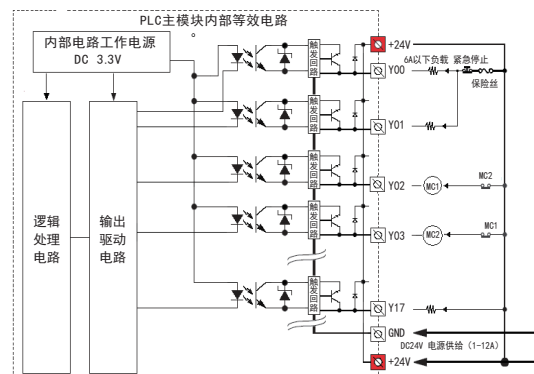 PLC主模块内部等效电路
。
内部电路工作电源
DC 3.3V
逻辑
处理
电路
输出
驱动
电路
触发回路
触发回路
触发回路
触发回路
触发回路
+24V
6A以下负载 紧急停止
Y00
保险丝
Y01
MC2
Y02
MC1
MC1
Y03
MC2
Y17
GND
DC24V 电源供给（1-12A）
+24V